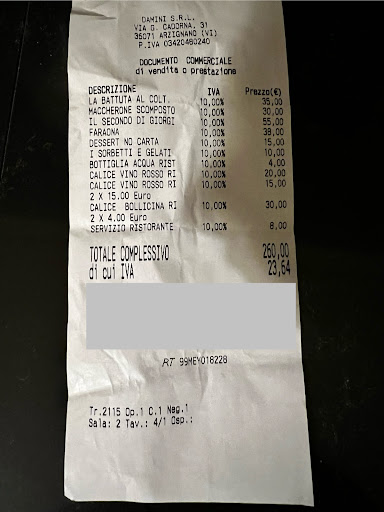 DAMINI S.R.L.
VIA G. CADORNA, 31
36071 ARZIGNANO (VI)
P.IVA 03420460240
DOCUMENTO COMMERCIALE
di vendita o prestazione
DESCRIZIONE IVA Prezzo(€)
LA BATTUTA AL COLT. 10,00% 35,00
MACCHERONE SCOMPOSTO 10,00% 30,00
IL SECONDO DI GIORGI 10,00% 55,00
FARAONA 10,00% 38,00
DESSERT NO CARTA 10,00% 15,00
I SORBETTI E GELATI 10,00% 10,00
BOTTIGLIA ACQUA RIST 10,00% 4,00
CALICE VINO ROSSO RI 10,00% 20,00
CALICE VINO ROSSO RI 10,00% 15,00
2 X 15.00 Euro
CALICE BOLLICINA RI 10,00% 30,00
2 X 4.00 Euro
SERVIZIO RISTORANTE 10,00% 8,00
TOTALE COMPLESSIVO 260,00
di cui IVA 23,64
RT 99MEY018228
Tr.2115 Op.1 C.1 Neg.1
Sala: 2 Tav.: 4/1 Osp.: